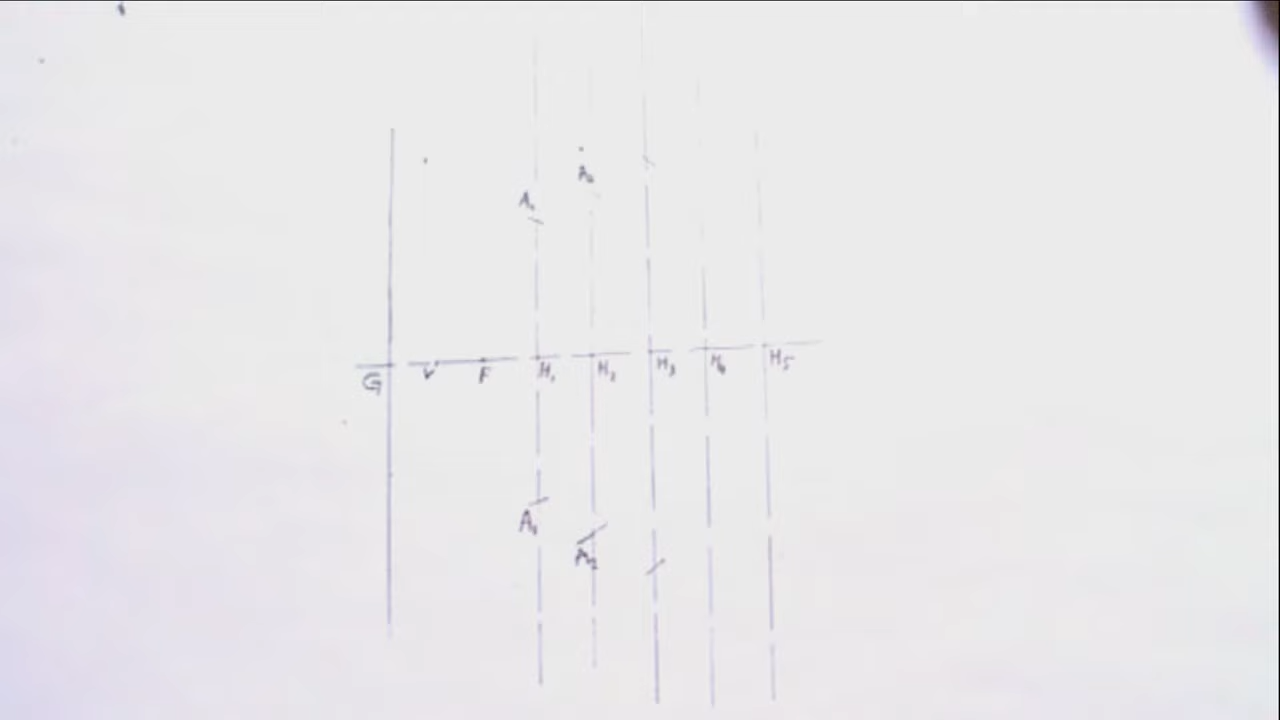 A₁
A₂
G V F H₁ H₂ H₃ H₄ H₅
A₁
A₂